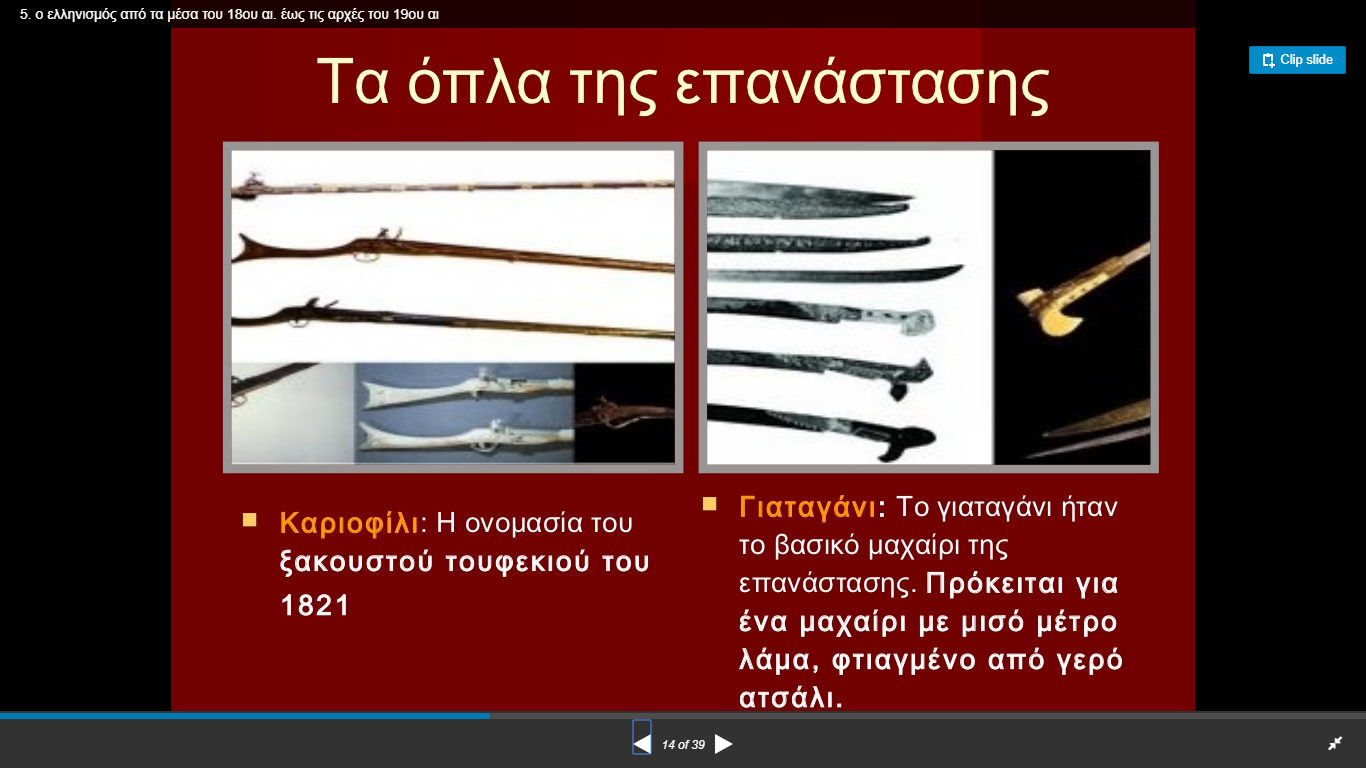 5. ο ελληνισμός από τα μέσα του 18ου αι. έως τις αρχές του 19ου αι
Clip slide
Τα όπλα της επανάστασης
Καριοφίλι: Η ονομασία του
ξακουστού τουφεκιού του
1821
Γιαταγάνι: Το γιαταγάνι ήταν
το βασικό μαχαίρι της
επανάστασης. Πρόκειται για
ένα μαχαίρι με μισό μέτρο
λάμα, φτιαγμένο από γερό
ατσάλι.
14 of 39